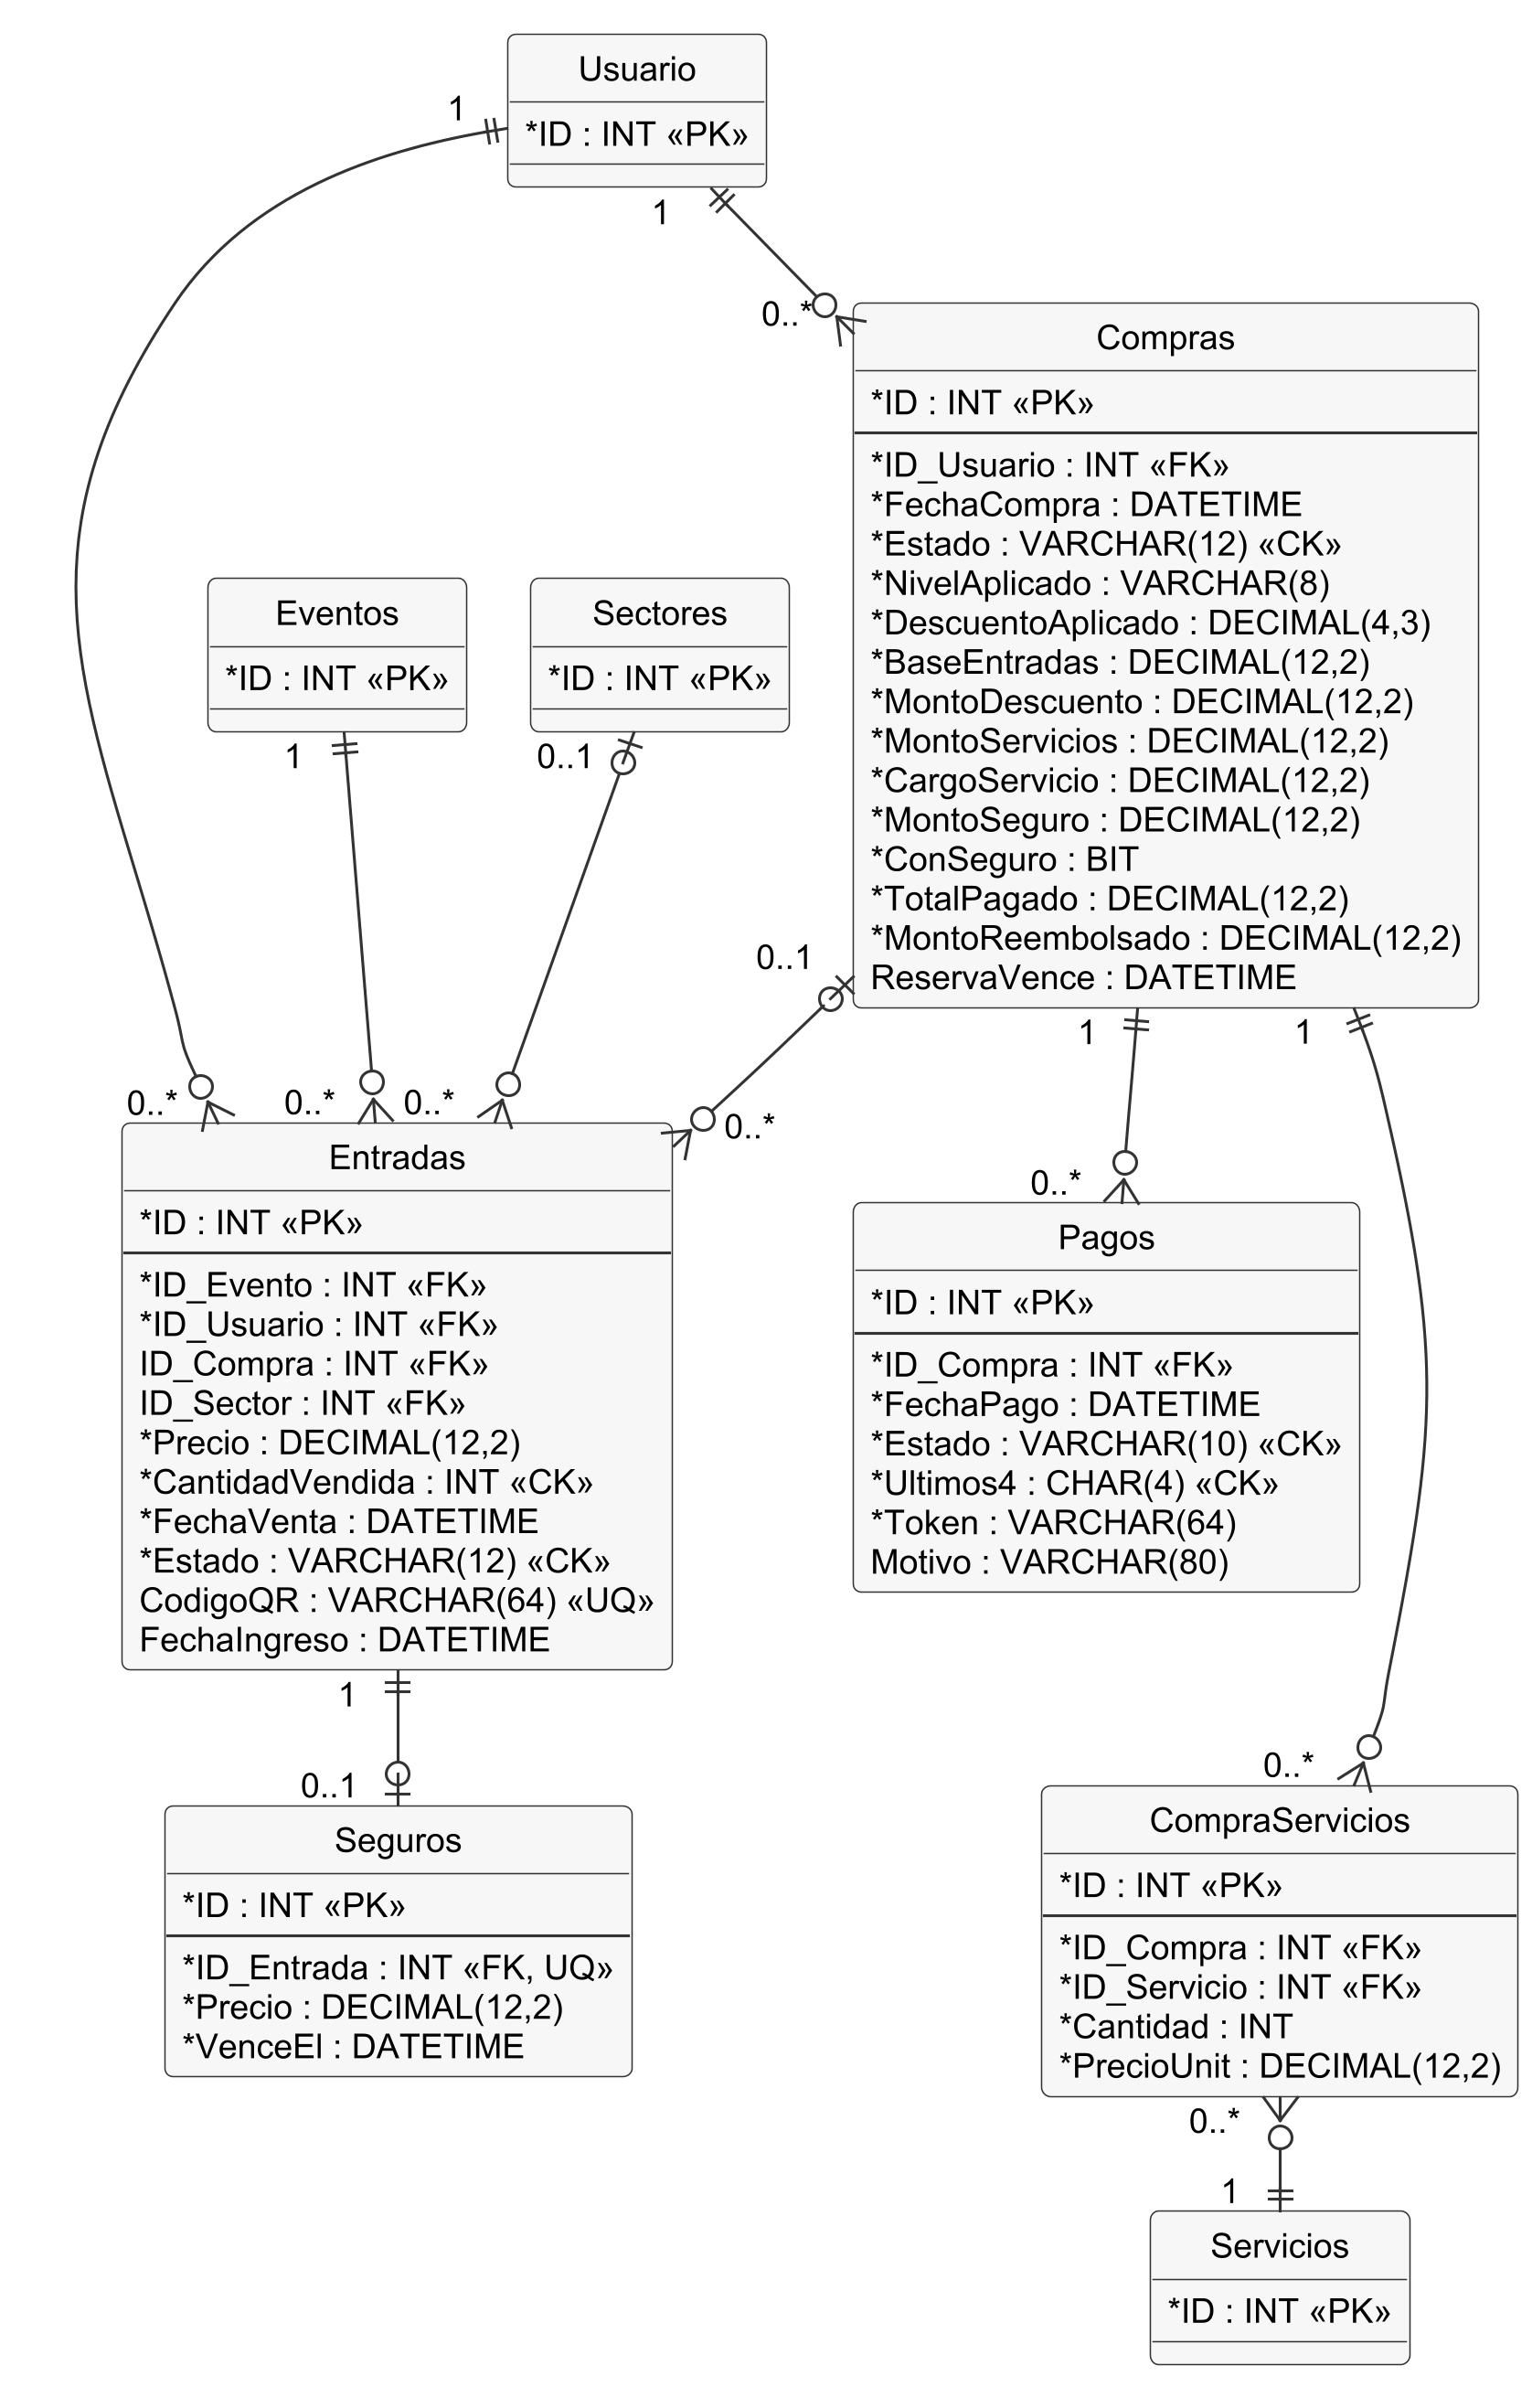 Usuario
*ID : INT «PK»
1
1
0..*
Compras
*ID : INT «PK»
*ID_Usuario : INT «FK»
*FechaCompra : DATETIME
*Estado : VARCHAR(12) «CK»
*NivelAplicado : VARCHAR(8)
*DescuentoAplicado : DECIMAL(4,3)
*BaseEntradas : DECIMAL(12,2)
*MontoDescuento : DECIMAL(12,2)
*MontoServicios : DECIMAL(12,2)
*CargoServicio : DECIMAL(12,2)
*MontoSeguro : DECIMAL(12,2)
*ConSeguro : BIT
*TotalPagado : DECIMAL(12,2)
*MontoReembolsado : DECIMAL(12,2)
ReservaVence : DATETIME
Eventos
*ID : INT «PK»
1
Sectores
*ID : INT «PK»
0..1
0..1
1
1
0..*
0..*
0..*
0..*
Entradas
*ID : INT «PK»
*ID_Evento : INT «FK»
*ID_Usuario : INT «FK»
ID_Compra : INT «FK»
ID_Sector : INT «FK»
*Precio : DECIMAL(12,2)
*CantidadVendida : INT «CK»
*FechaVenta : DATETIME
*Estado : VARCHAR(12) «CK»
CodigoQR : VARCHAR(64) «UQ»
FechaIngreso : DATETIME
0..*
Pagos
*ID : INT «PK»
*ID_Compra : INT «FK»
*FechaPago : DATETIME
*Estado : VARCHAR(10) «CK»
*Ultimos4 : CHAR(4) «CK»
*Token : VARCHAR(64)
Motivo : VARCHAR(80)
1
0..1
Seguros
*ID : INT «PK»
*ID_Entrada : INT «FK, UQ»
*Precio : DECIMAL(12,2)
*VenceEl : DATETIME
0..*
CompraServicios
*ID : INT «PK»
*ID_Compra : INT «FK»
*ID_Servicio : INT «FK»
*Cantidad : INT
*PrecioUnit : DECIMAL(12,2)
0..*
1
Servicios
*ID : INT «PK»